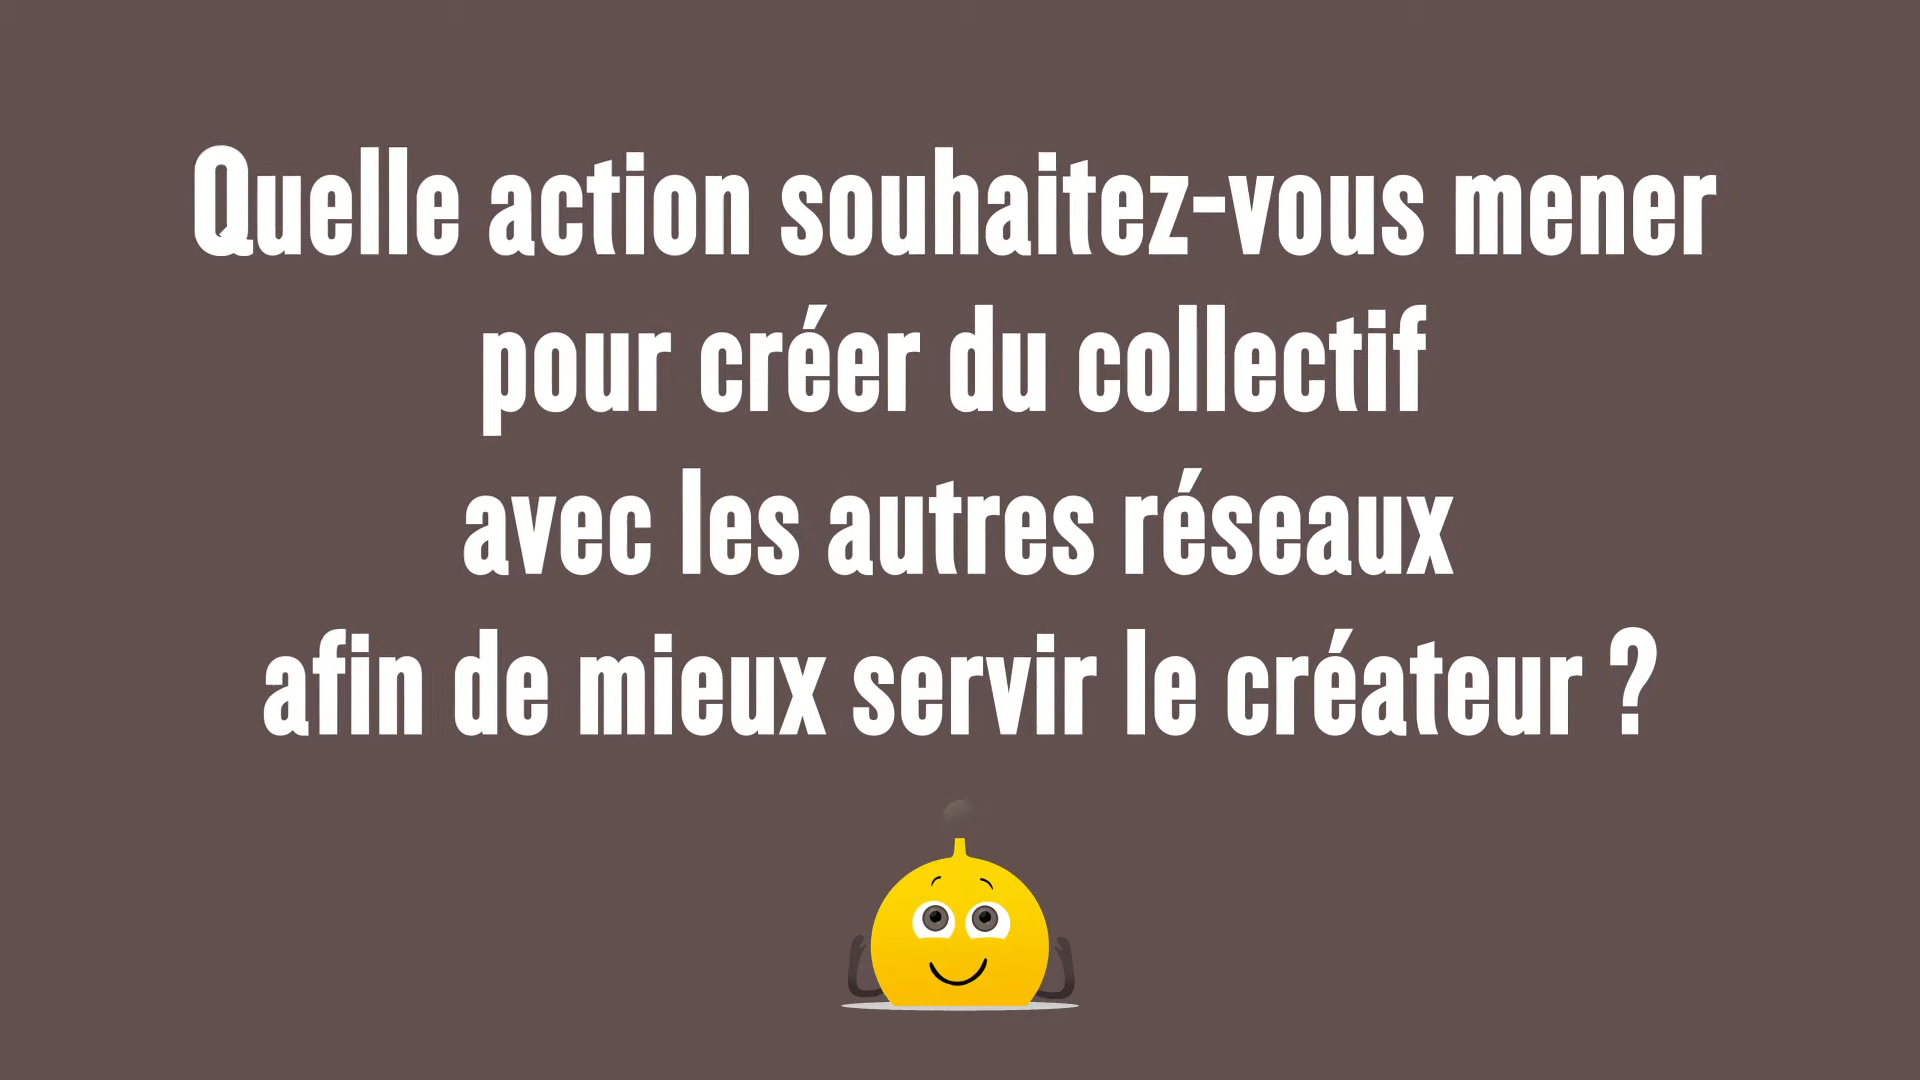 Quelle action souhaitez-vous mener
pour créer du collectif
avec les autres réseaux
afin de mieux servir le créateur ?